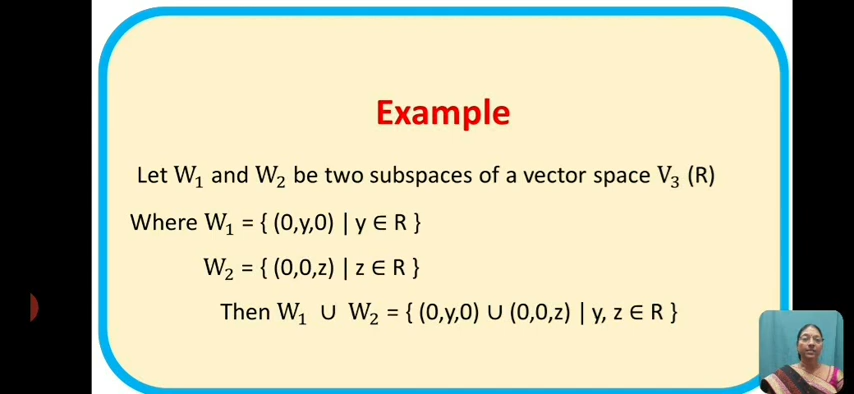 Example
Let W₁ and W₂ be two subspaces of a vector space V₃ (R)
Where W₁ = { (0,y,0) | y ∈ R }
W₂ = { (0,0,z) | z ∈ R }
Then W₁ ∪ W₂ = { (0,y,0) ∪ (0,0,z) | y, z ∈ R }